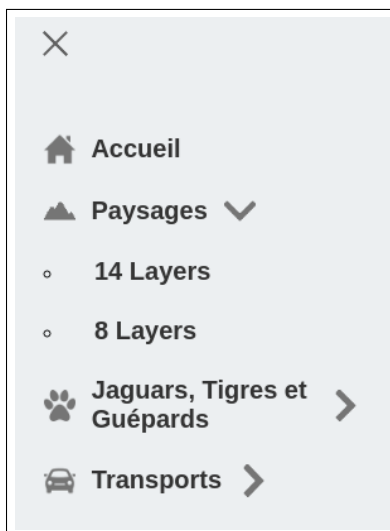 Accueil
Paysages
14 Layers
8 Layers
Jaguars, Tigres et
Guépards
Transports